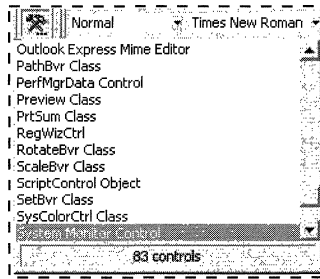 Normal Times New Roman
Outlook Express Mime Editor
PathBvr Class
PerfMgrData Control
Preview Class
PrtSum Class
RegWizCtrl
RotateBvr Class
ScaleBvr Class
ScriptControl Object
SetBvr Class
SysColorCtrl Class
System Monitor Control
83 controls